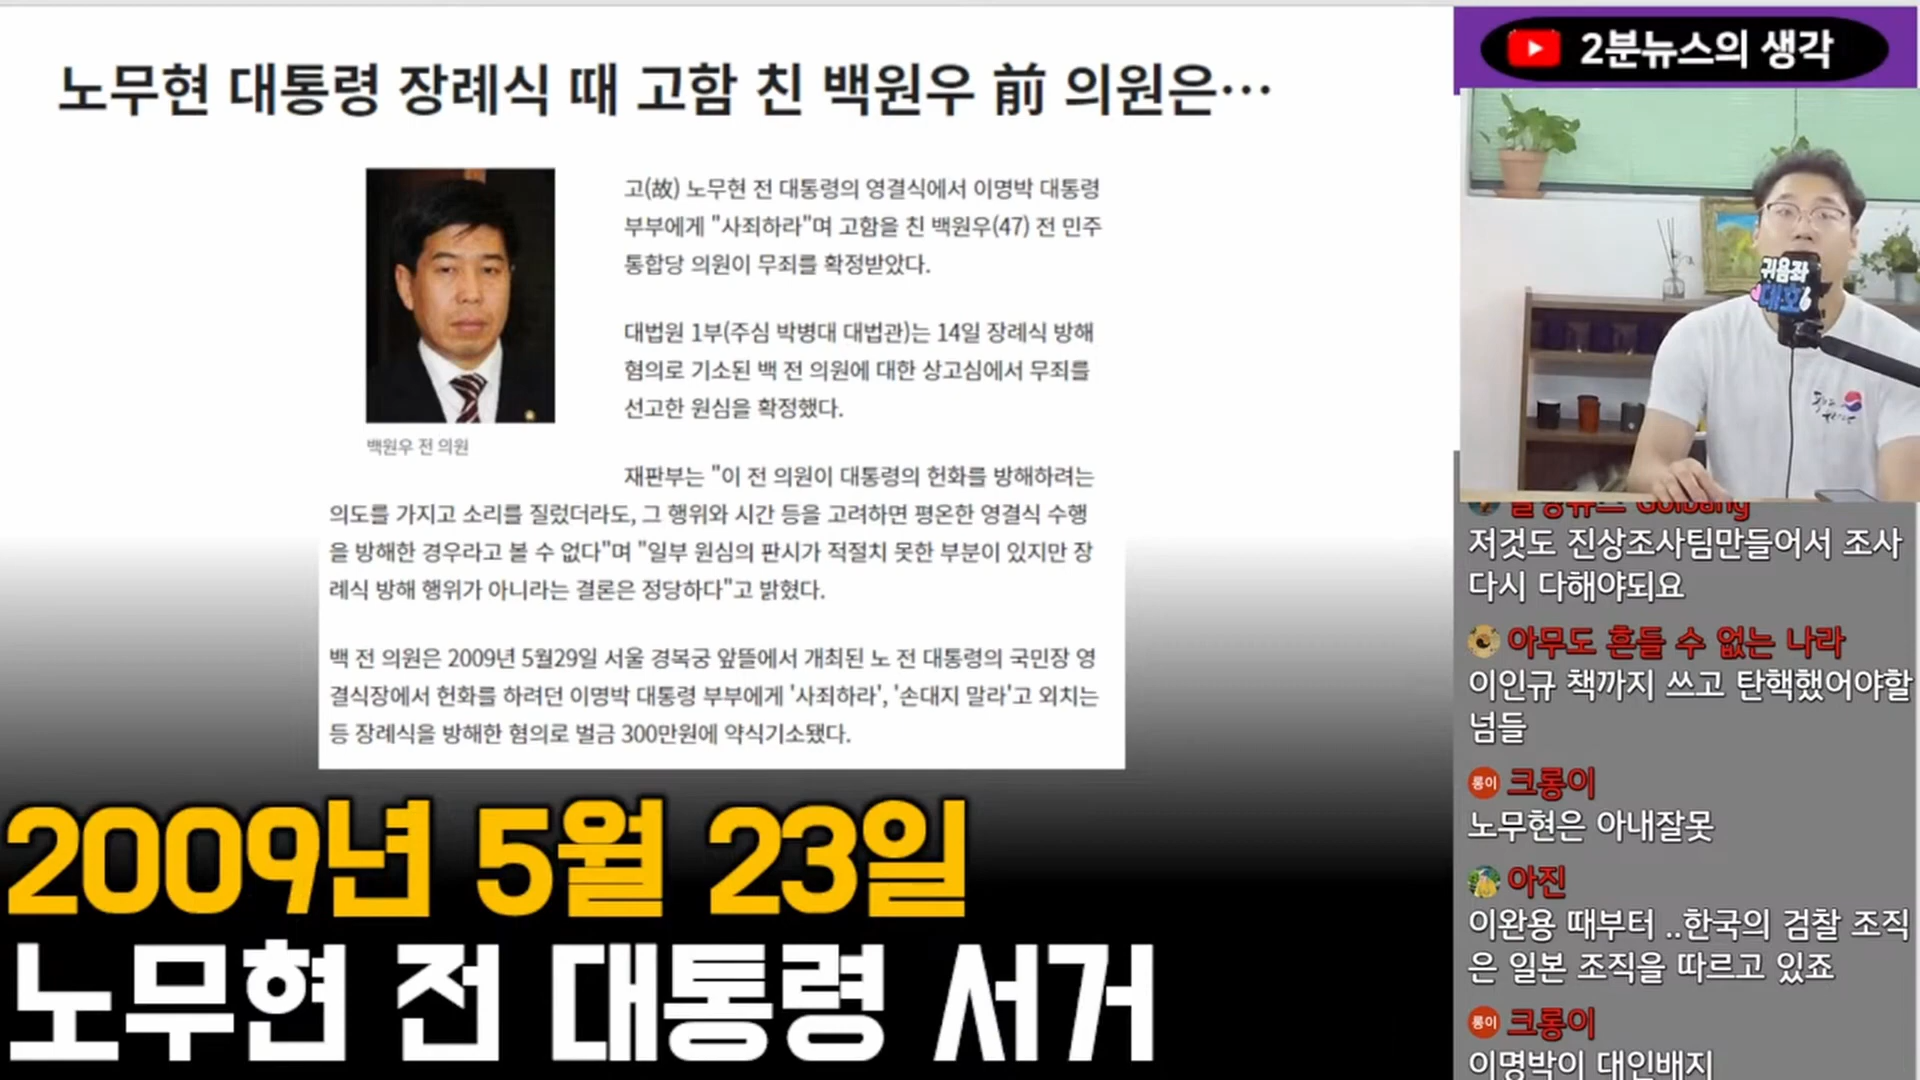 노무현 대통령 장례식 때 고함 친 백원우 前 의원은…
고(故) 노무현 전 대통령의 영결식에서 이명박 대통령
부부에게 "사죄하라"며 고함을 친 백원우(47) 전 민주
통합당 의원이 무죄를 확정받았다.
대법원 1부(주심 박병대 대법관)는 14일 장례식 방해
혐의로 기소된 백 전 의원에 대한 상고심에서 무죄를
선고한 원심을 확정했다.
백원우 전 의원
재판부는 "이 전 의원이 대통령의 헌화를 방해하려는
의도를 가지고 소리를 질렀더라도, 그 행위와 시간 등을 고려하면 평온한 영결식 수행
을 방해한 경우라고 볼 수 없다"며 "일부 원심의 판시가 적절치 못한 부분이 있지만 장
례식 방해 행위가 아니라는 결론은 정당하다"고 밝혔다.
백 전 의원은 2009년 5월29일 서울 경복궁 앞뜰에서 개최된 노 전 대통령의 국민장 영
결식장에서 헌화를 하려던 이명박 대통령 부부에게 '사죄하라', '손대지 말라'고 외치는
등 장례식을 방해한 혐의로 벌금 300만원에 약식기소됐다.
2009년 5월 23일
노무현 전 대통령 서거
2분뉴스의 생각
귀욤좌
대호
저것도 진상조사팀만들어서 조사
다시 다해야되요
아무도 흔들 수 없는 나라
이인규 책까지 쓰고 탄핵했어야할
넘들
롱이 크롱이
노무현은 아내잘못
아진
이완용 때부터 ..한국의 검찰 조직
은 일본 조직을 따르고 있죠
롱이 크롱이
이명박이 대인배지